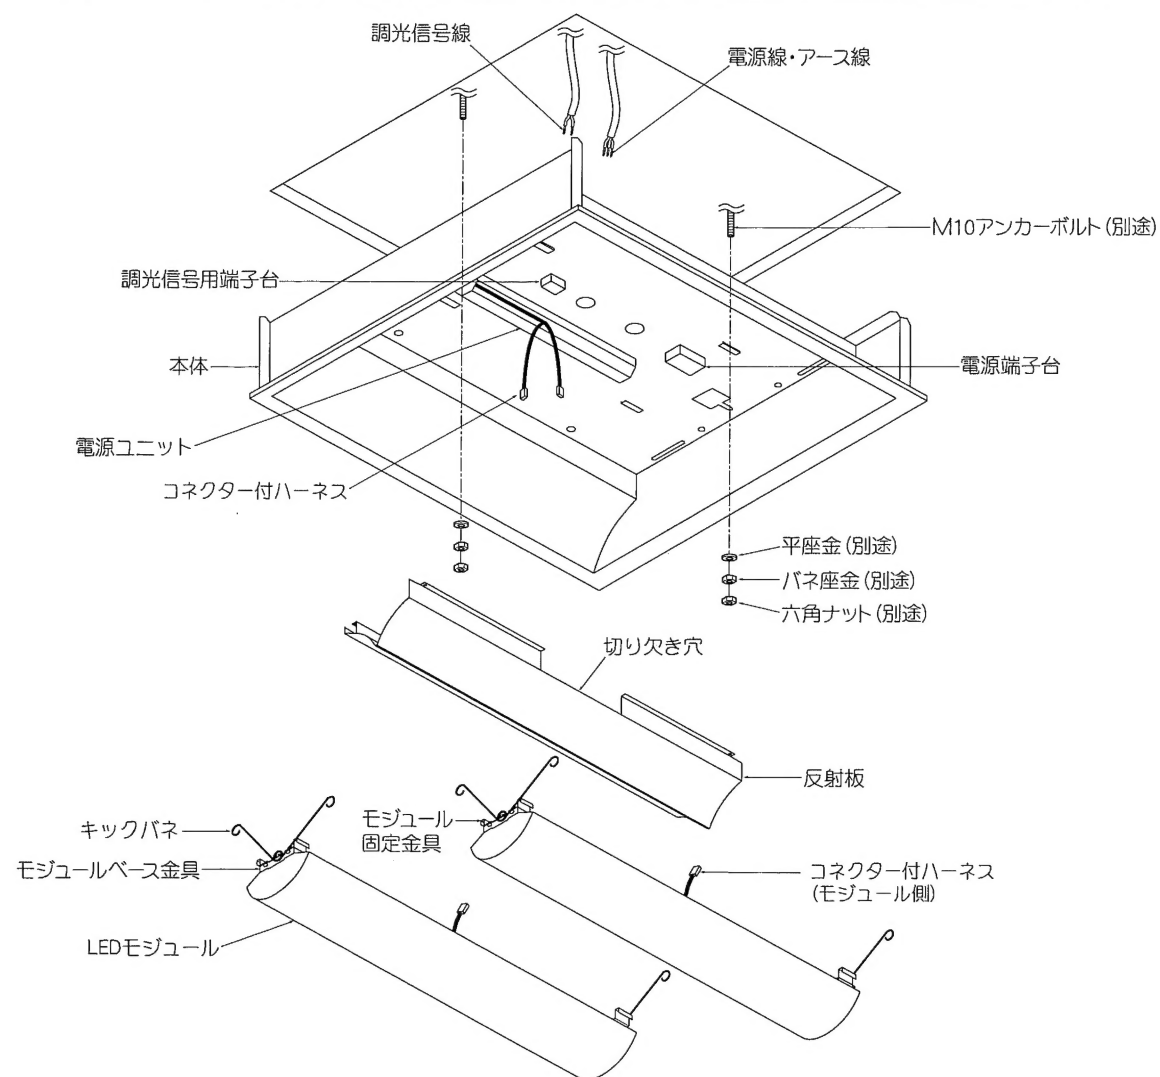 調光信号線
電源線・アース線
M10アンカーボルト(別途)
調光信号用端子台
本体
電源端子台
電源ユニット
コネクター付ハーネス
平座金(別途)
バネ座金(別途)
六角ナット(別途)
切り欠き穴
反射板
キックバネ
モジュール
固定金具
モジュールベース金具
コネクター付ハーネス
(モジュール側)
LEDモジュール